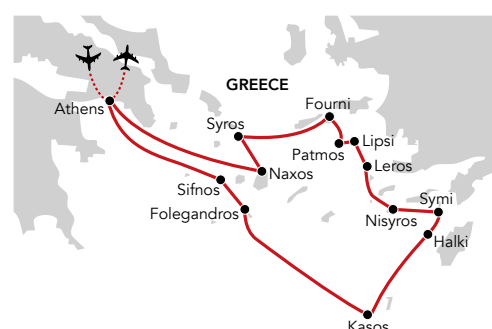 GREECE
Athens
Fourni
Syros
Patmos
Lipsi
Leros
Naxos
Sifnos
Folegandros
Symi
Nisyros
Halki
Kasos